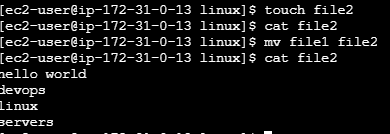 [ec2-user@ip-172-31-0-13 linux]$ touch file2
[ec2-user@ip-172-31-0-13 linux]$ cat file2
[ec2-user@ip-172-31-0-13 linux]$ mv file1 file2
[ec2-user@ip-172-31-0-13 linux]$ cat file2
hello world
devops
linux
servers